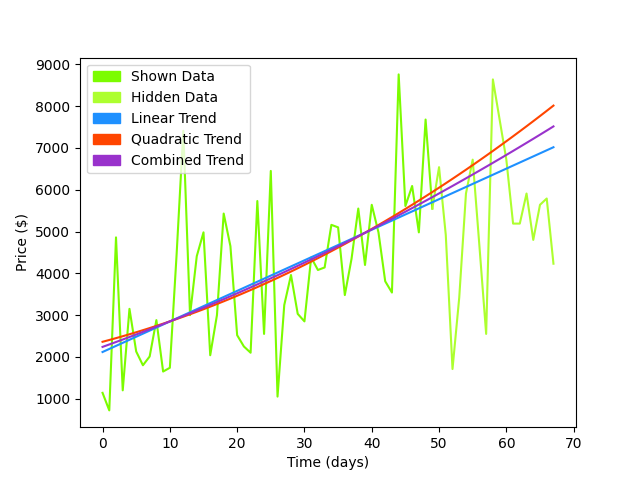 9000
8000
7000
6000
5000
4000
3000
2000
1000
Price ($)
Shown Data
Hidden Data
Linear Trend
Quadratic Trend
Combined Trend
0 10 20 30 40 50 60 70
Time (days)